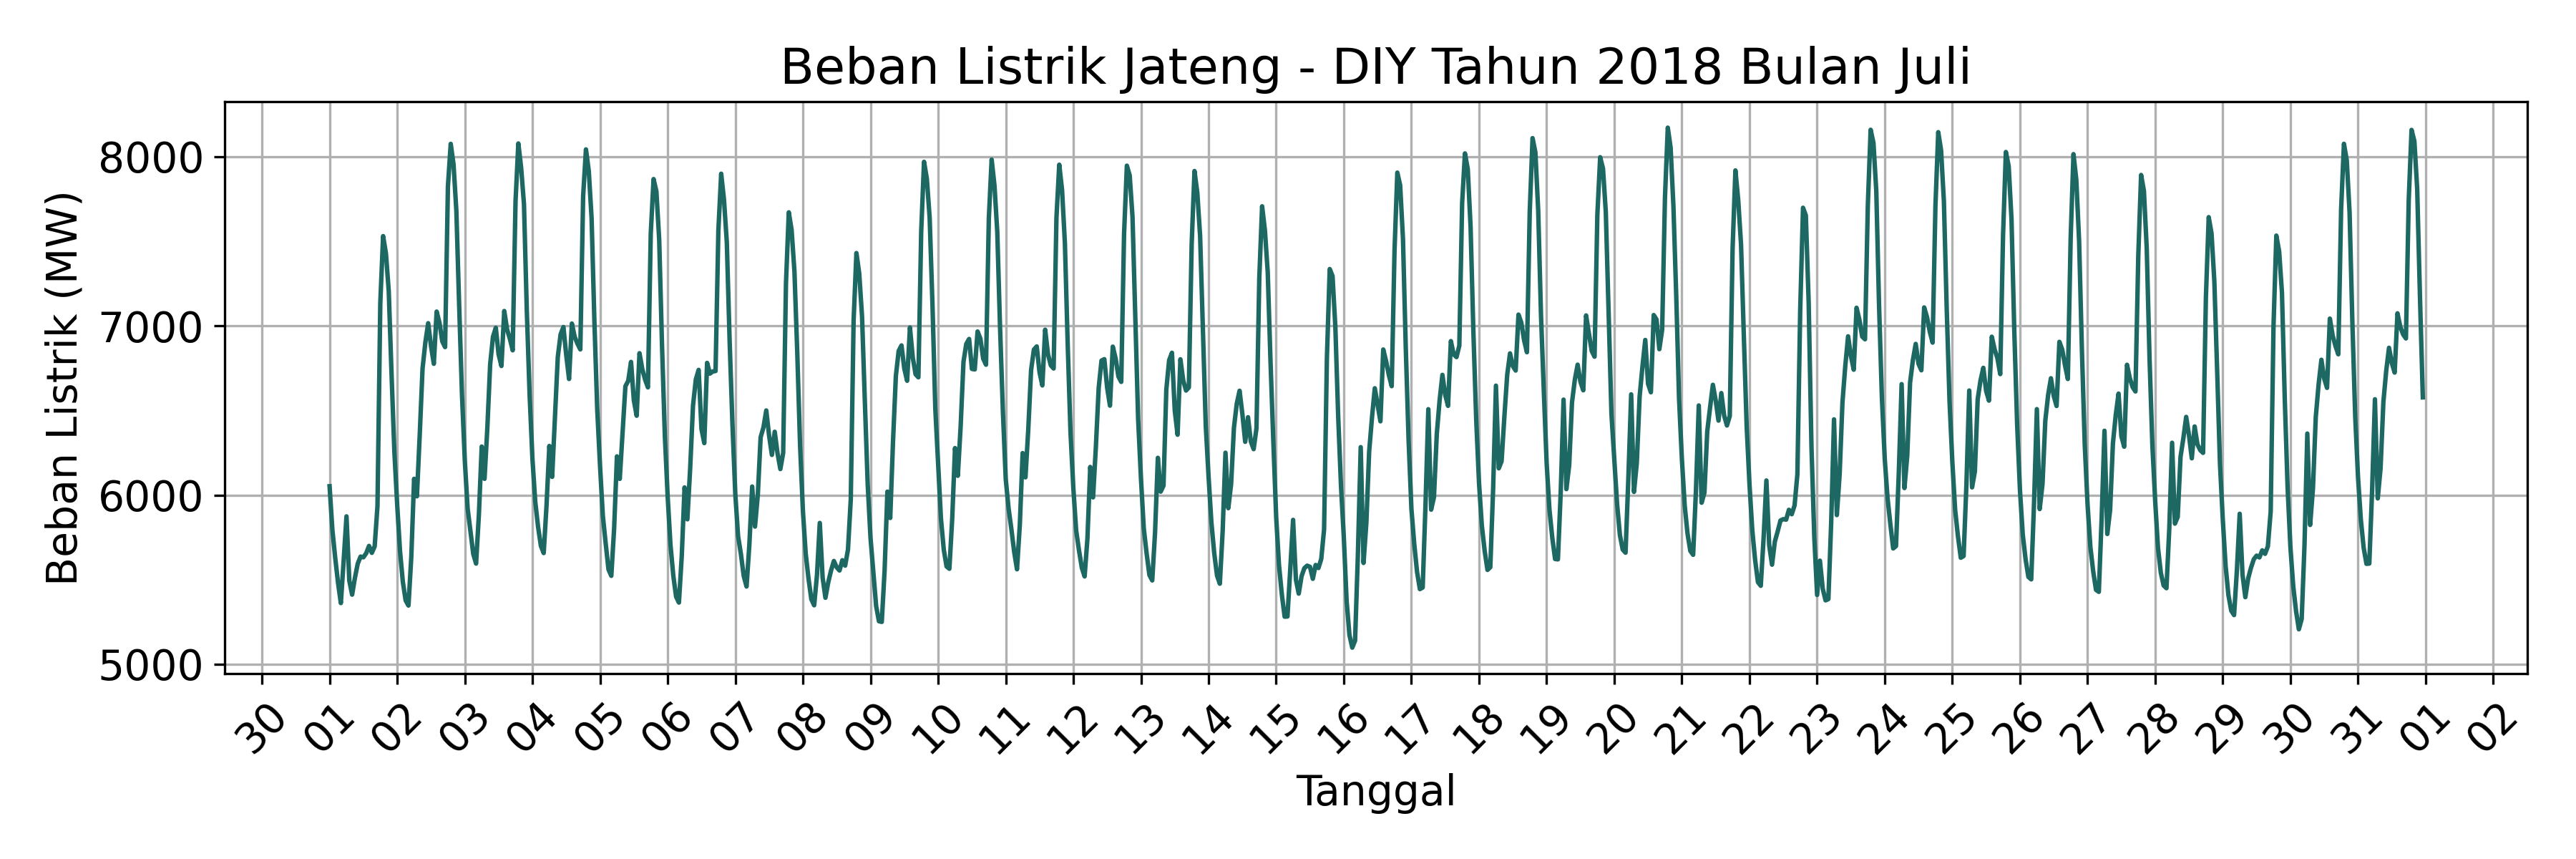 Beban Listrik Jateng - DIY Tahun 2018 Bulan Juli
Beban Listrik (MW)
8000
7000
6000
5000
30 01 02 03 04 05 06 07 08 09 10 11 12 13 14 15 16 17 18 19 20 21 22 23 24 25 26 27 28 29 30 31 01 02
Tanggal